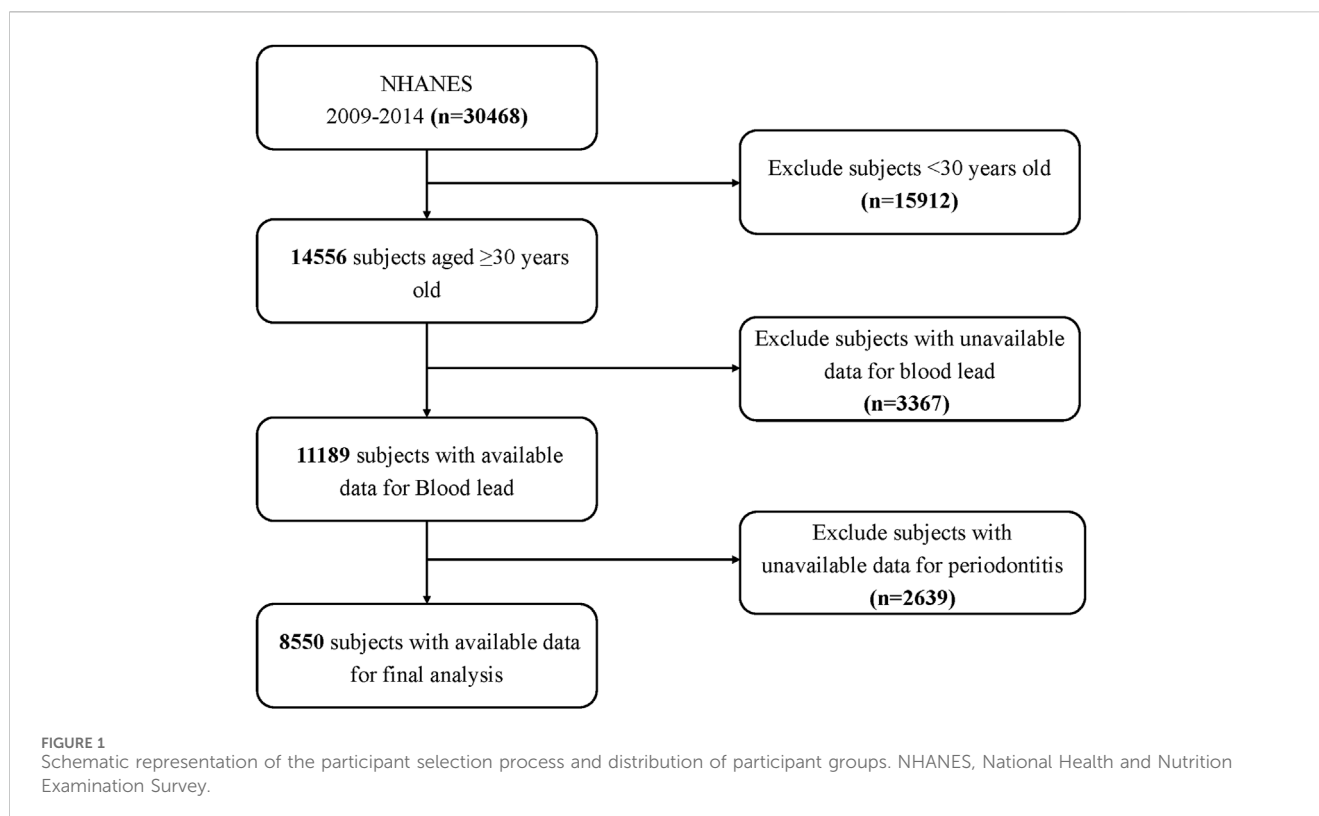 NHANES
2009-2014 (n=30468)
Exclude subjects <30 years old
(n=15912)
14556 subjects aged ≥30 years
old
Exclude subjects with unavailable
data for blood lead
(n=3367)
11189 subjects with available
data for Blood lead
Exclude subjects with
unavailable data for periodontitis
(n=2639)
8550 subjects with available data
for final analysis
FIGURE 1
Schematic representation of the participant selection process and distribution of participant groups. NHANES, National Health and Nutrition
Examination Survey.